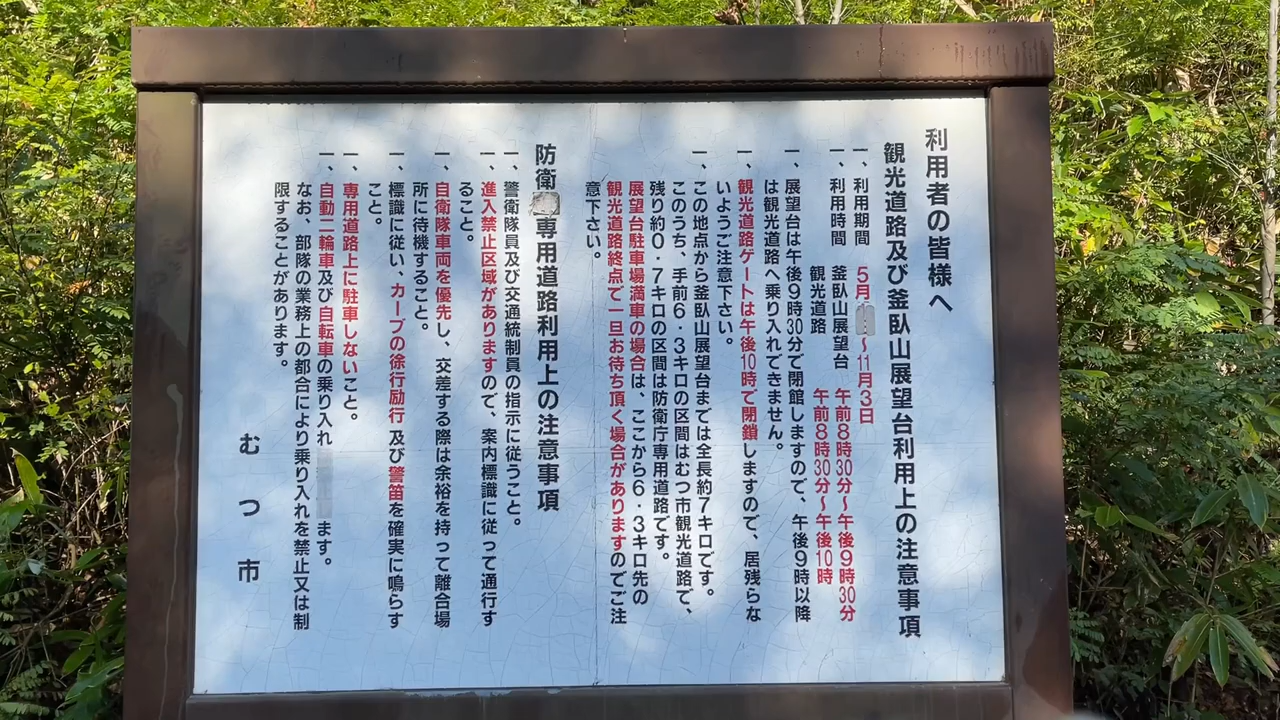 利用者の皆様へ
観光道路及び釜臥山展望台利用上の注意事項
一、利用期間 5月 〜11月3日
一、利用時間 釜臥山展望台 午前8時30分〜午後9時30分
観光道路 午前8時30分〜午後10時
一、展望台は午後9時30分で閉館しますので、午後9時以降
は観光道路へ乗り入れできません。
一、観光道路ゲートは午後10時で閉鎖しますので、居残らな
いようご注意下さい。
一、この地点から釜臥山展望台までは全長約7キロです。
このうち、手前6・3キロの区間はむつ市観光道路で、
残り約0・7キロの区間は防衛庁専用道路です。
展望台駐車場満車の場合は、ここから6・3キロ先の
観光道路終点で一旦お待ち頂く場合がありますのでご注
意下さい。
防衛 専用道路利用上の注意事項
一、警衛隊員及び交通統制員の指示に従うこと。
一、進入禁止区域がありますので、案内標識に従って通行す
ること。
一、自衛隊車両を優先し、交差する際は余裕を持って離合場
所に待機すること。
一、標識に従い、カーブの徐行励行及び警笛を確実に鳴らす
こと。
一、専用道路上に駐車しないこと。
一、自動二輪車及び自転車の乗り入れ ます。
なお、部隊の業務上の都合により乗り入れを禁止又は制
限することがあります。
むつ市